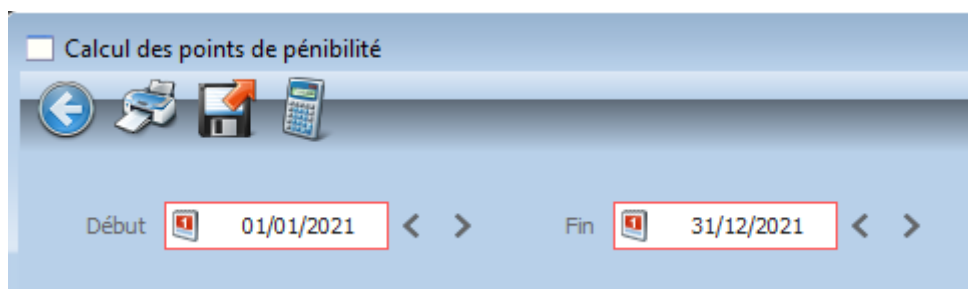 Calcul des points de pénibilité
Début 01/01/2021 Fin 31/12/2021